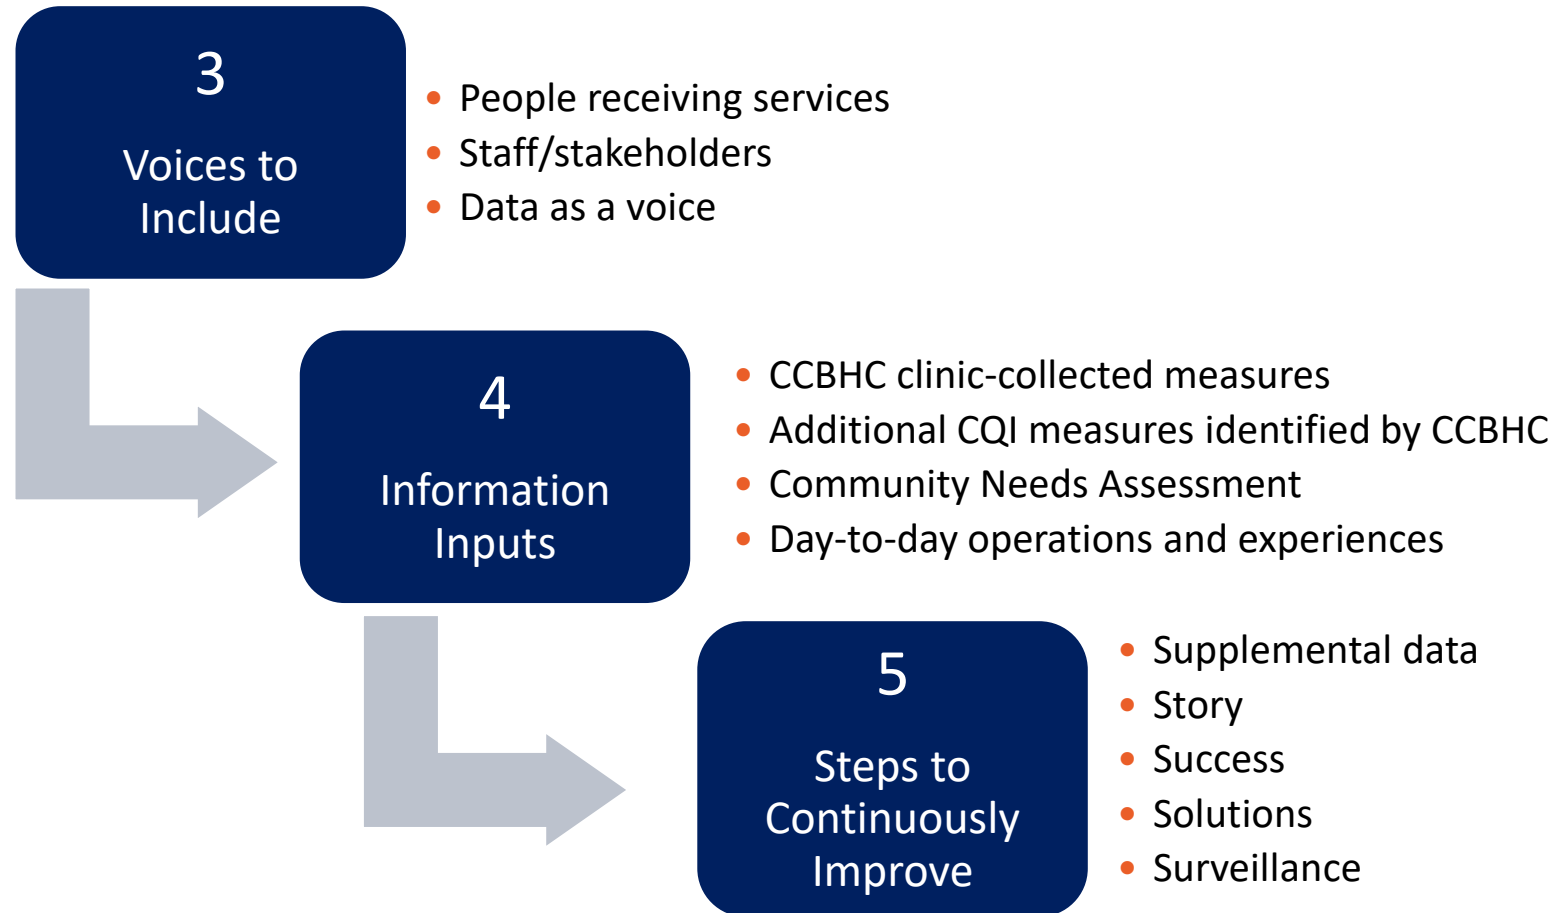 3
Voices to
Include
• People receiving services
• Staff/stakeholders
• Data as a voice
4
Information
Inputs
• CCBHC clinic-collected measures
• Additional CQI measures identified by CCBHC
• Community Needs Assessment
• Day-to-day operations and experiences
5
Steps to
Continuously
Improve
• Supplemental data
• Story
• Success
• Solutions
• Surveillance